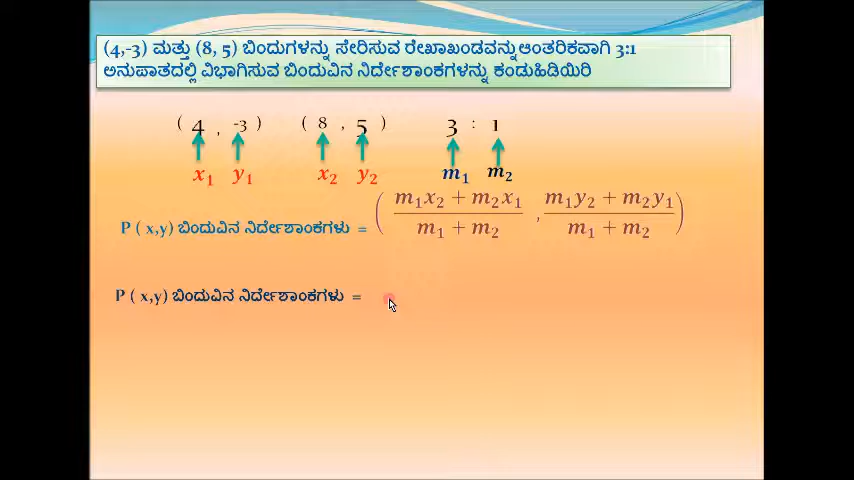 (4,-3) ಮತ್ತು (8, 5) ಬಿಂದುಗಳನ್ನು ಸೇರಿಸುವ ರೇಖಾಖಂಡವನ್ನು ಆಂತರಿಕವಾಗಿ 3:1
ಅನುಪಾತದಲ್ಲಿ ವಿಭಾಗಿಸುವ ಬಿಂದುವಿನ ನಿರ್ದೇಶಾಂಕಗಳನ್ನು ಕಂಡುಹಿಡಿಯಿರಿ
( 4 , -3 ) ( 8 , 5 ) 3 : 1
x₁ y₁ x₂ y₂ m₁ m₂
P ( x,y) ಬಿಂದುವಿನ ನಿರ್ದೇಶಾಂಕಗಳು = ( (m₁x₂ + m₂x₁)/(m₁ + m₂) , (m₁y₂ + m₂y₁)/(m₁ + m₂) )
P ( x,y) ಬಿಂದುವಿನ ನಿರ್ದೇಶಾಂಕಗಳು =